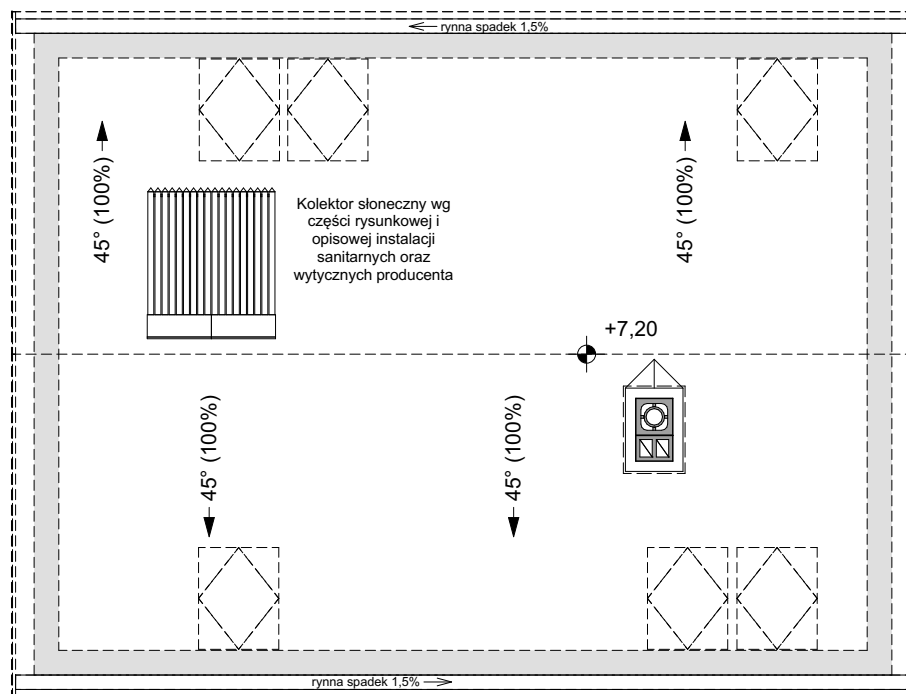 rynna spadek 1,5%
45° (100%)
45° (100%)
Kolektor słoneczny wg
części rysunkowej i
opisowej instalacji
sanitarnych oraz
wytycznych producenta
+7,20
45° (100%)
45° (100%)
rynna spadek 1,5%